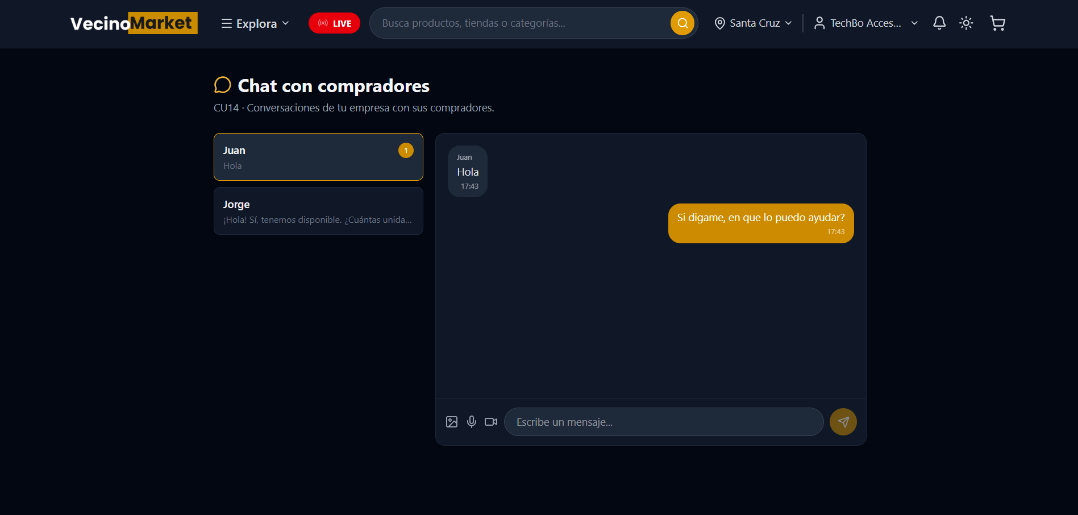 VecinoMarket
Explora
LIVE
Busca productos, tiendas o categorías...
Santa Cruz
TechBo Acces...
Chat con compradores
CU14 · Conversaciones de tu empresa con sus compradores.
Juan
1
Hola
Jorge
¡Hola! Sí, tenemos disponible. ¿Cuántas unida...
Juan
Hola
17:43
Si digame, en que lo puedo ayudar?
17:43
Escribe un mensaje...